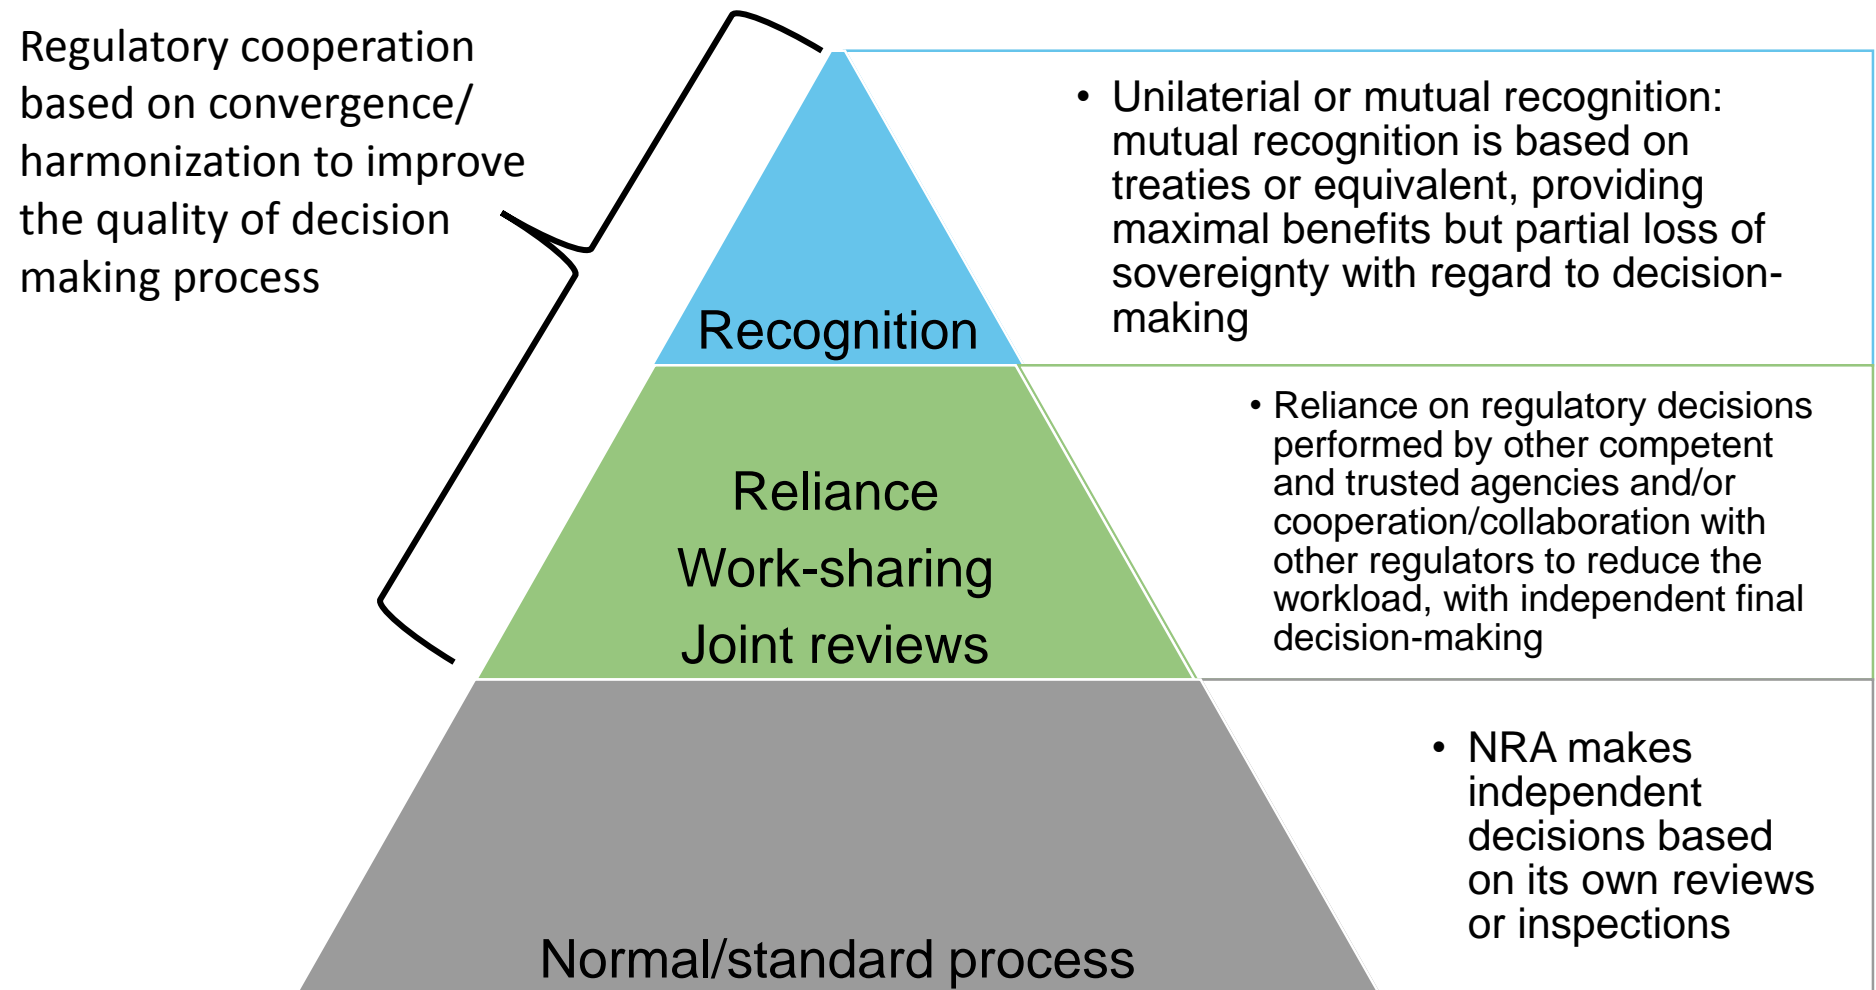 Regulatory cooperation
based on convergence/
harmonization to improve
the quality of decision
making process
• Unilaterial or mutual recognition:
mutual recognition is based on
treaties or equivalent, providing
maximal benefits but partial loss of
sovereignty with regard to decision-
making
Recognition
• Reliance on regulatory decisions
performed by other competent
and trusted agencies and/or
cooperation/collaboration with
other regulators to reduce the
workload, with independent final
decision-making
Reliance
Work-sharing
Joint reviews
• NRA makes
independent
decisions based
on its own reviews
or inspections
Normal/standard process